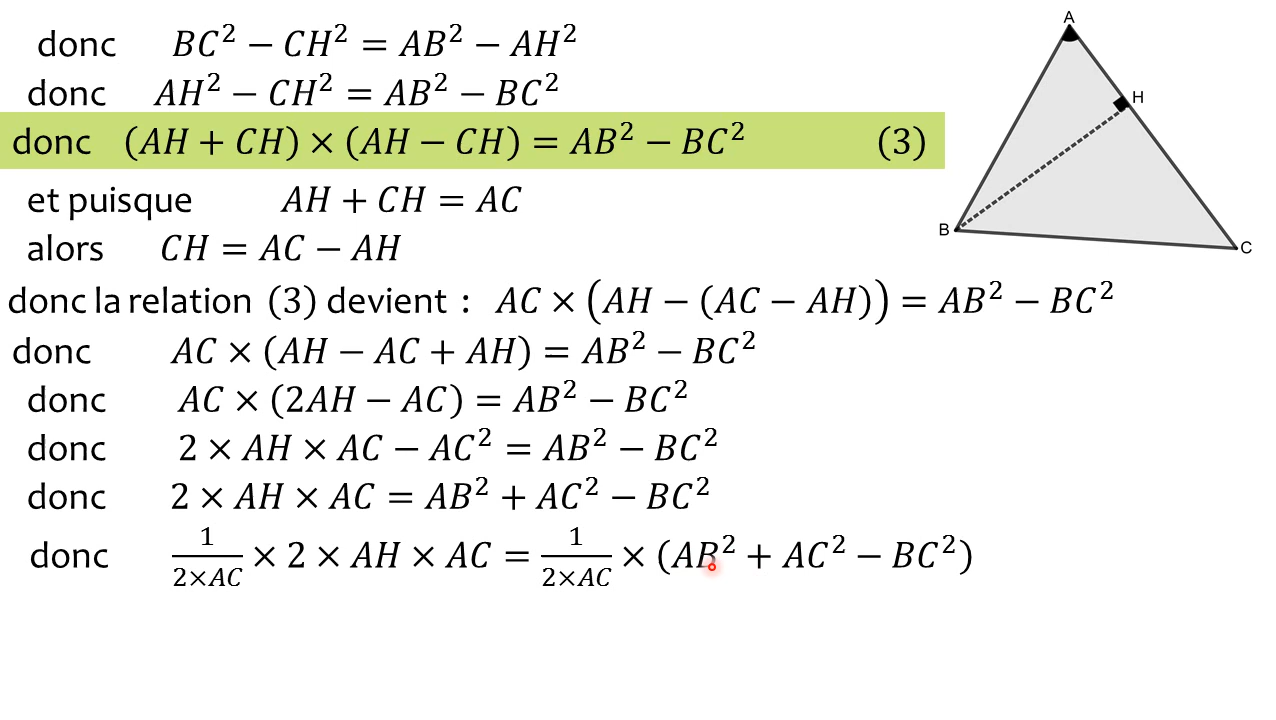 donc BC² − CH² = AB² − AH²
donc AH² − CH² = AB² − BC²
donc (AH + CH) × (AH − CH) = AB² − BC² (3)
et puisque AH + CH = AC
alors CH = AC − AH
donc la relation (3) devient : AC × (AH − (AC − AH)) = AB² − BC²
donc AC × (AH − AC + AH) = AB² − BC²
donc AC × (2AH − AC) = AB² − BC²
donc 2 × AH × AC − AC² = AB² − BC²
donc 2 × AH × AC = AB² + AC² − BC²
donc 1/(2×AC) × 2 × AH × AC = 1/(2×AC) × (AB² + AC² − BC²)
A
H
B
C